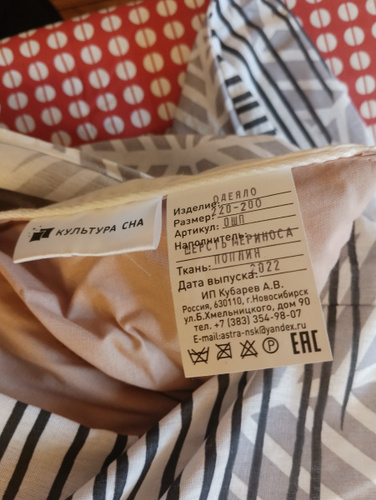 КУЛЬТУРА СНА
Изделие: ОДЕЯЛО
Размер: 220-200
Артикул: ОШП
Наполнитель: ШЕРСТЬ МЕРИНОСА
Ткань: ПОПЛИН
Дата выпуска: 2022
ИП Кубарев А.В.
Россия, 630110, г.Новосибирск
ул.Б.Хмельницкого, дом 90
тел. +7 (383) 354-98-07
E-mail:astra-nsk@yandex.ru
P EAC